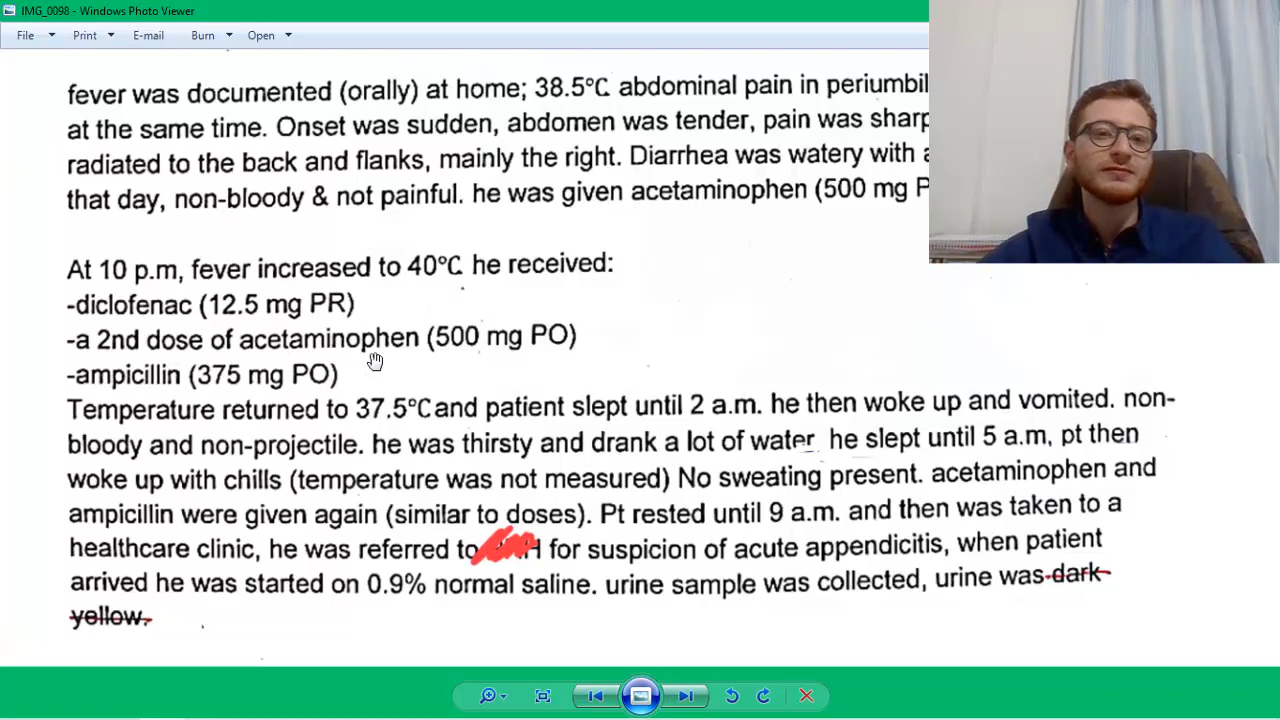 IMG_0098 - Windows Photo Viewer
File Print E-mail Burn Open
fever was documented (orally) at home; 38.5°C abdominal pain in
at the same time. Onset was sudden, abdomen was tender, pain was sharp
radiated to the back and flanks, mainly the right. Diarrhea was watery with
that day, non-bloody & not painful. he was given acetaminophen (500 mg
At 10 p.m, fever increased to 40°C he received:
-diclofenac (12.5 mg PR)
-a 2nd dose of acetaminophen (500 mg PO)
-ampicillin (375 mg PO)
Temperature returned to 37.5°C and patient slept until 2 a.m. he then woke up and vomited. non-
bloody and non-projectile. he was thirsty and drank a lot of water he slept until 5 a.m, pt then
woke up with chills (temperature was not measured) No sweating present. acetaminophen and
ampicillin were given again (similar to doses). Pt rested until 9 a.m. and then was taken to a
healthcare clinic, he was referred to for suspicion of acute appendicitis, when patient
arrived he was started on 0.9% normal saline. urine sample was collected, urine was dark
yellow.